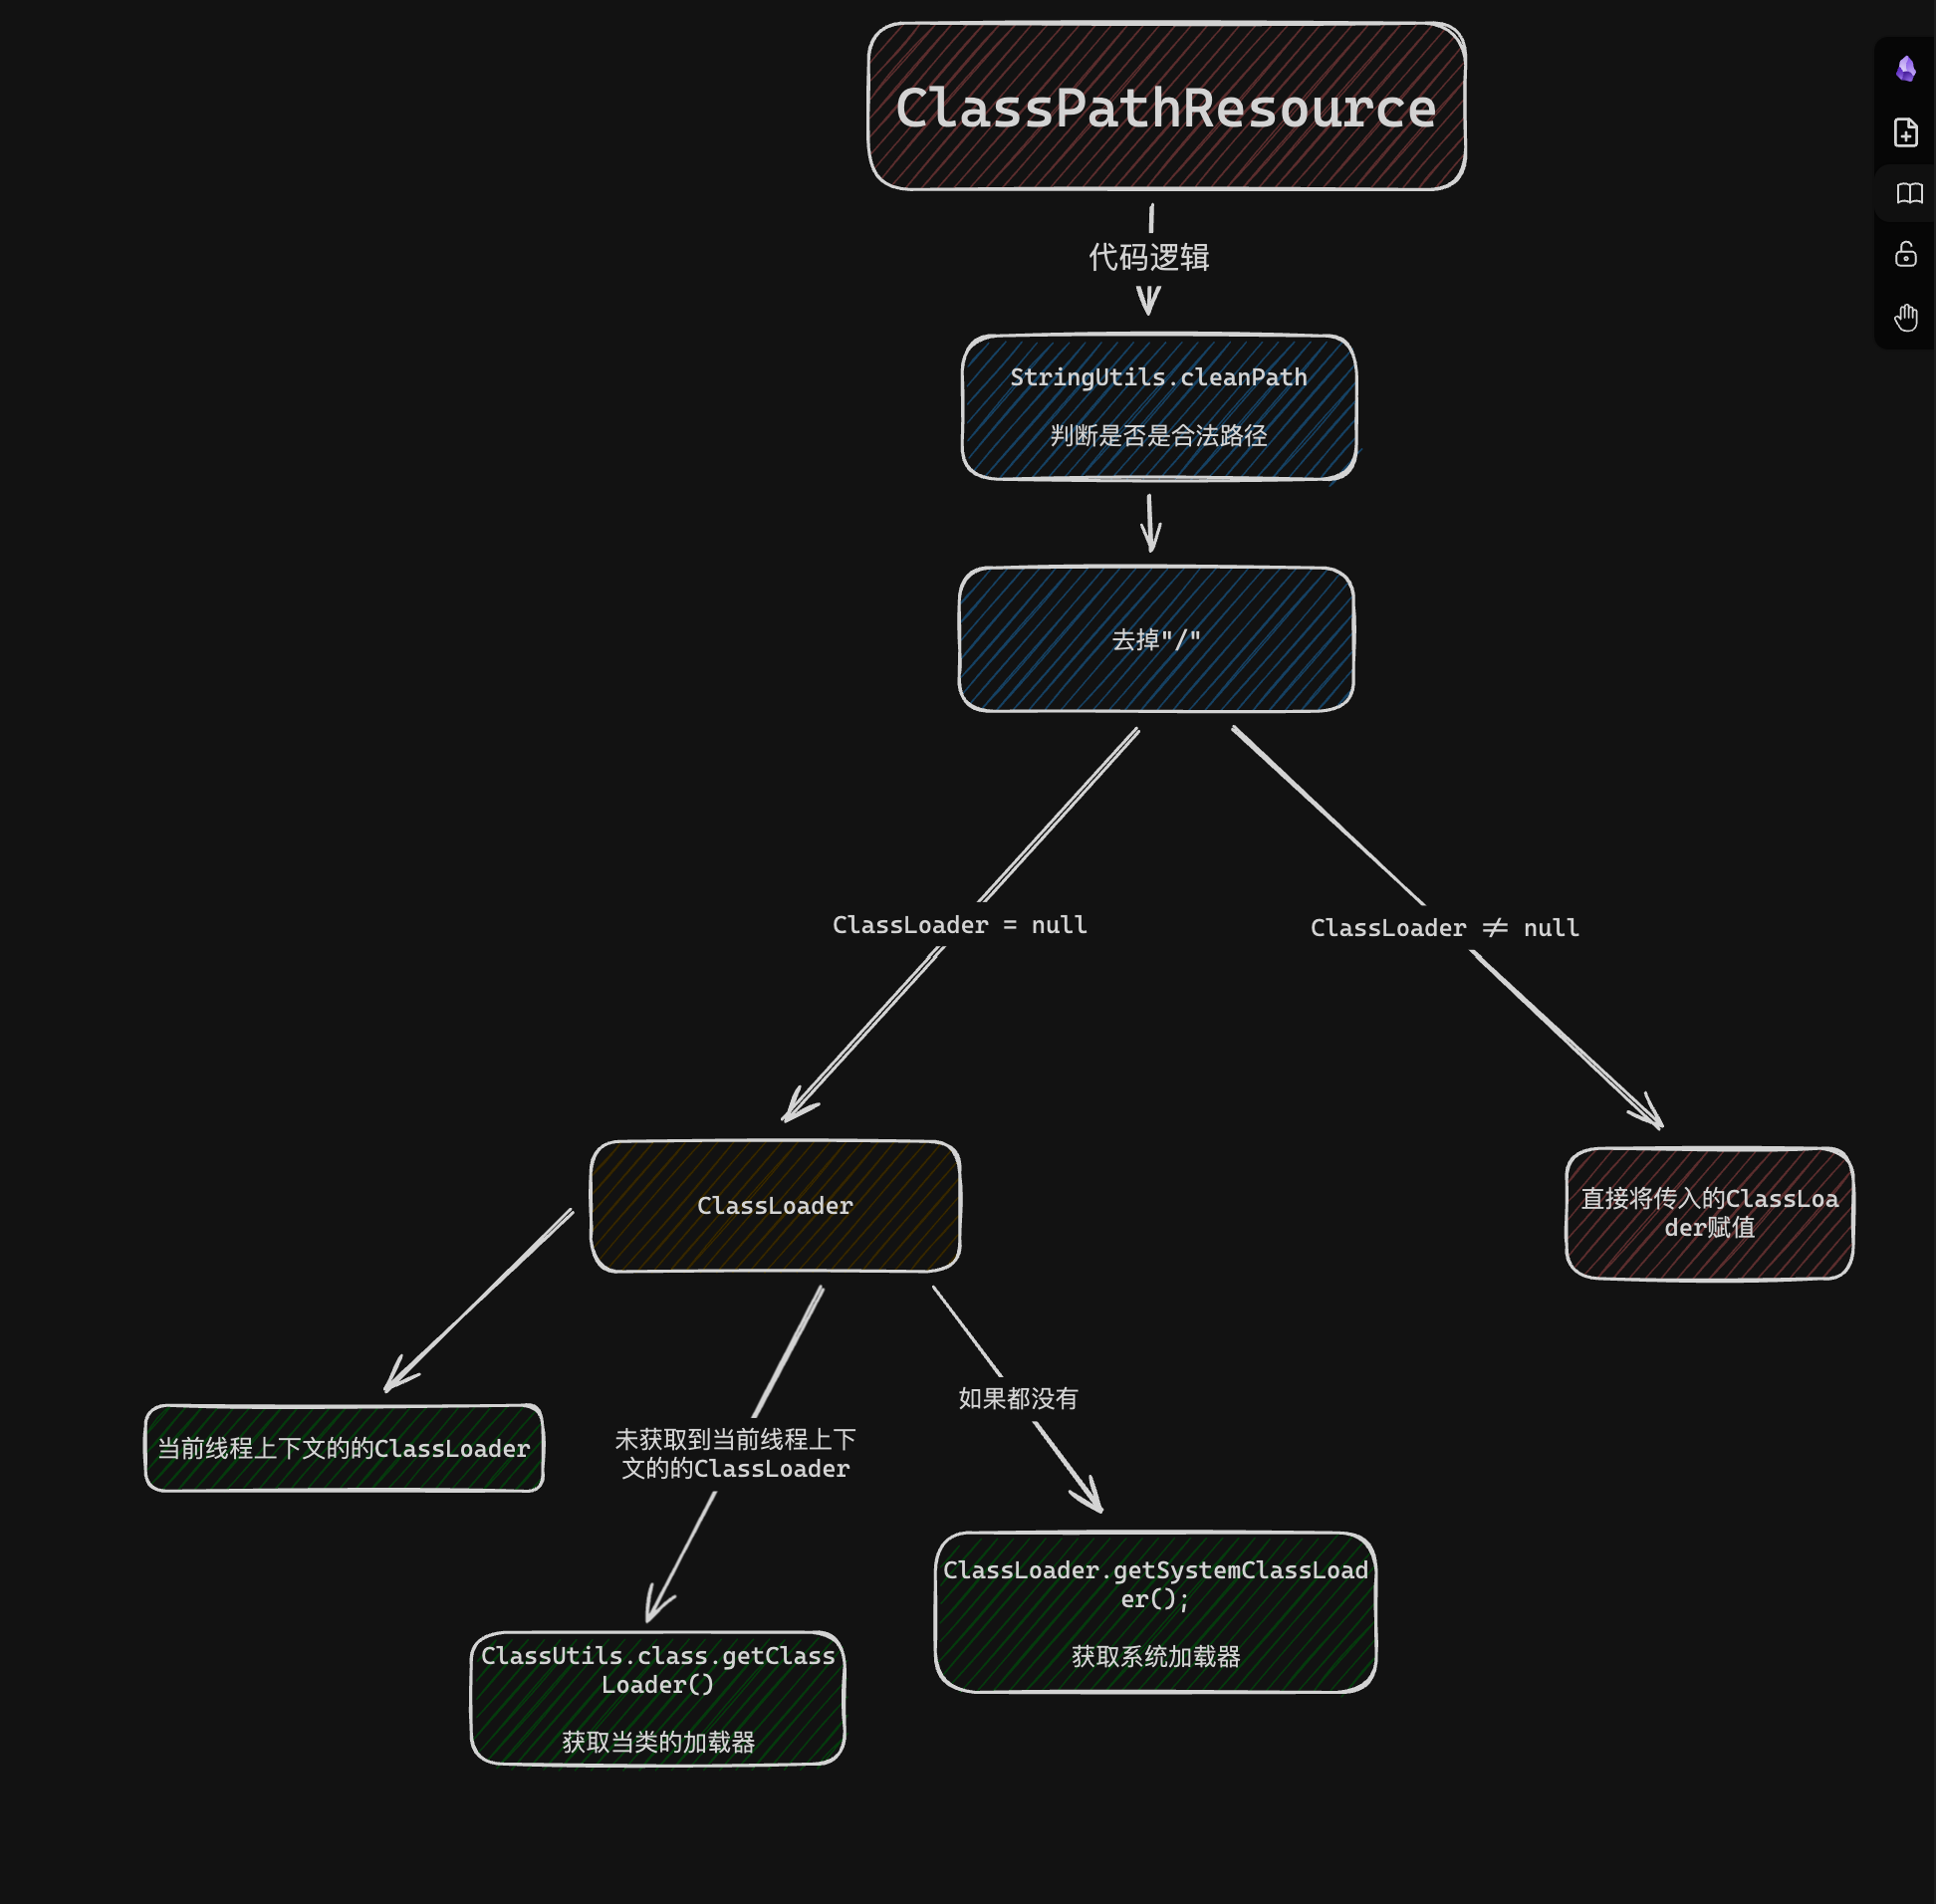 ClassPathResource
代码逻辑
StringUtils.cleanPath
判断是否是合法路径
去掉"/"
ClassLoader = null
ClassLoader ≠ null
ClassLoader
直接将传入的ClassLoa
der赋值
当前线程上下文的的ClassLoader
未获取到当前线程上下
文的的ClassLoader
如果都没有
ClassUtils.class.getClass
Loader()
获取当类的加载器
ClassLoader.getSystemClassLoad
er();
获取系统加载器